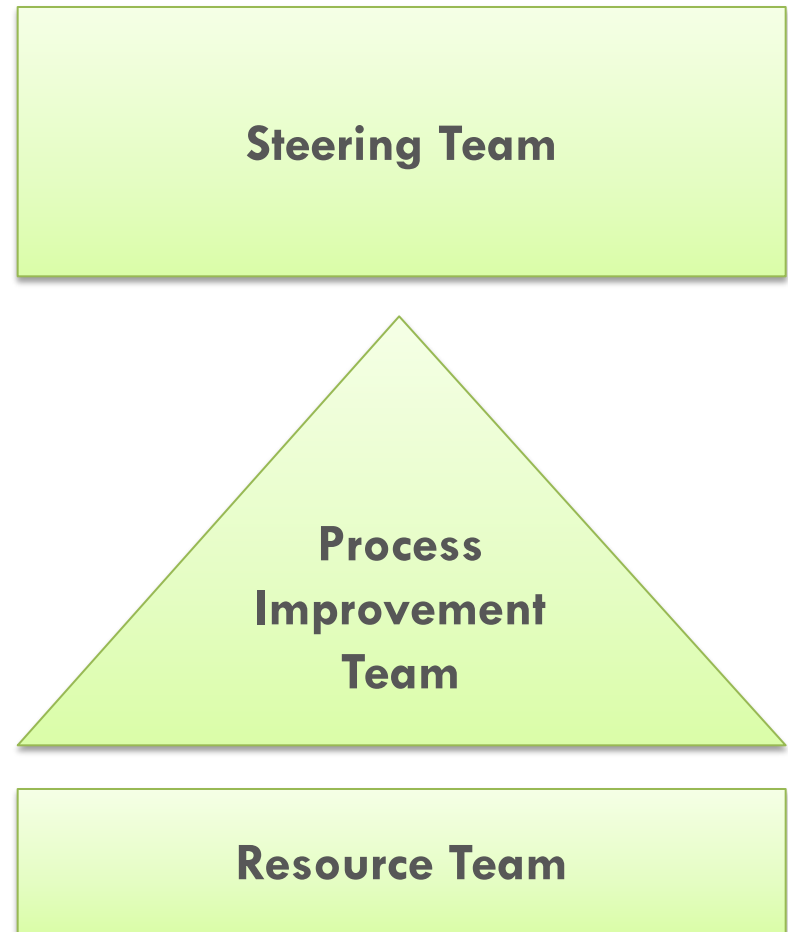 Steering Team
Process
Improvement
Team
Resource Team